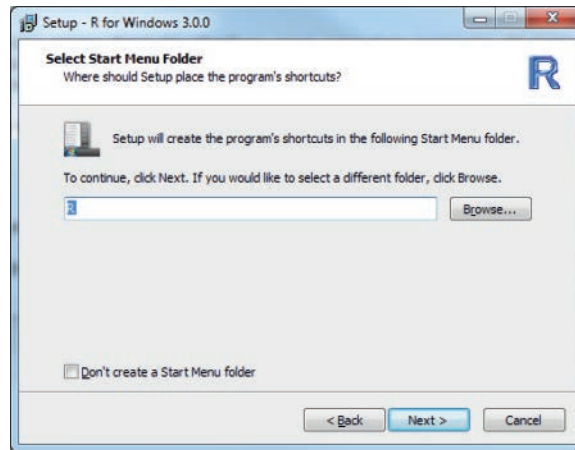 Setup - R for Windows 3.0.0
Select Start Menu Folder
Where should Setup place the program's shortcuts?
R
Setup will create the program's shortcuts in the following Start Menu folder.
To continue, click Next. If you would like to select a different folder, click Browse.
R
Browse...
Don't create a Start Menu folder
< Back
Next >
Cancel